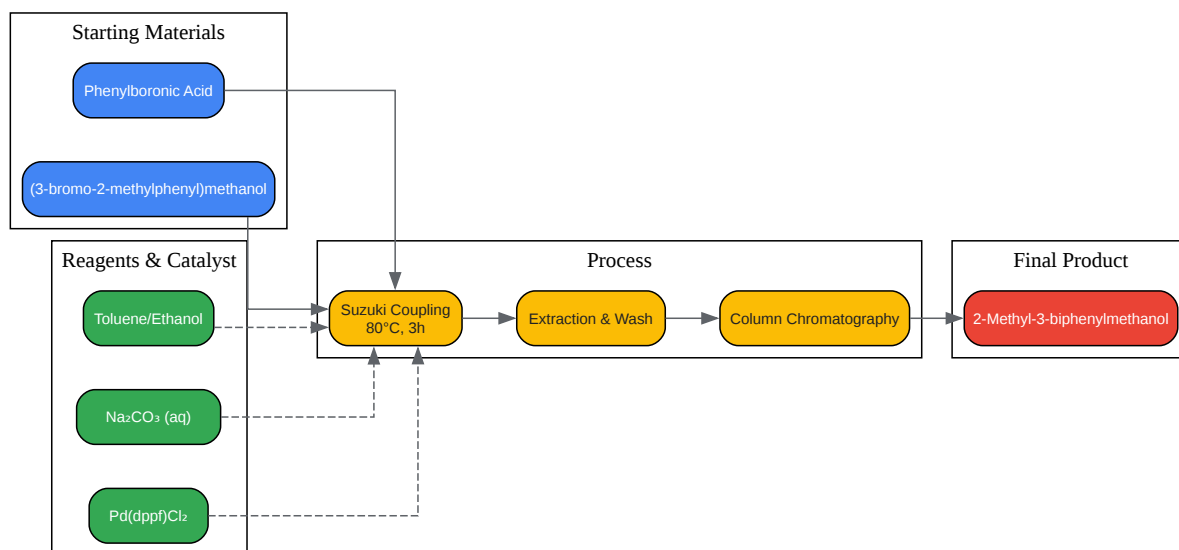 Starting Materials
Phenylboronic Acid
(3-bromo-2-methylphenyl)methanol
Reagents & Catalyst
Toluene/Ethanol
Na₂CO₃ (aq)
Pd(dppf)Cl₂
Process
Suzuki Coupling
80°C, 3h
Extraction & Wash
Column Chromatography
Final Product
2-Methyl-3-biphenylmethanol